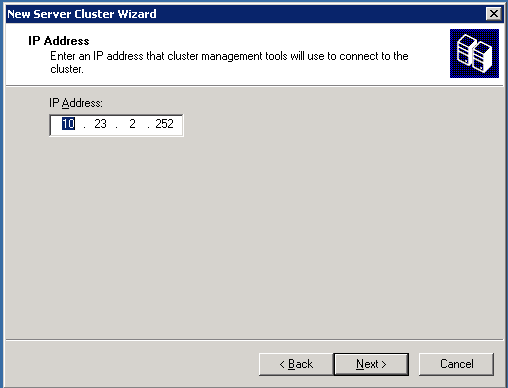 New Server Cluster Wizard
IP Address
Enter an IP address that cluster management tools will use to connect to the
cluster.
IP Address:
10 . 23 . 2 . 252
< Back
Next >
Cancel